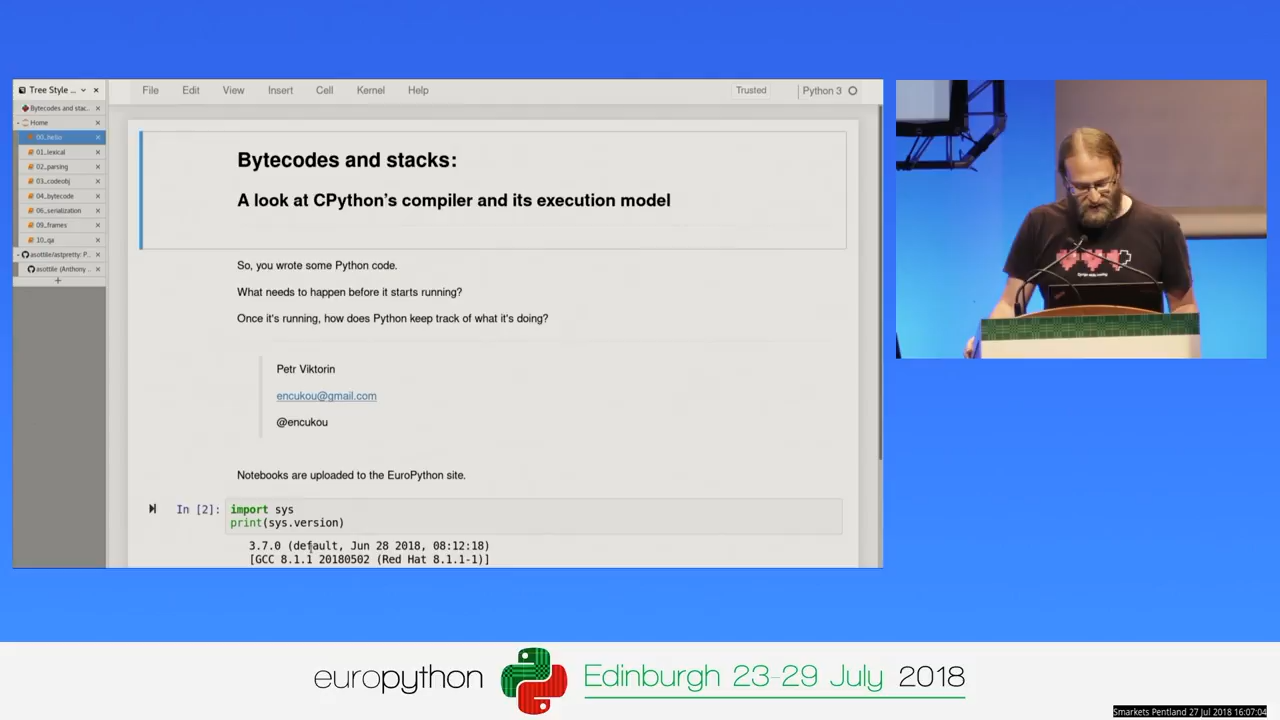 Tree Style ...
File Edit View Insert Cell Kernel Help
Trusted
Python 3
Bytecodes and stac.
Home
00_hello
01_lexical
02_parsing
03_codeobj
04_bytecode
06_serialization
09_frames
10_qa
asottile/astpretty: P.
asottile (Anthony ..
Bytecodes and stacks:
A look at CPython's compiler and its execution model
So, you wrote some Python code.
What needs to happen before it starts running?
Once it's running, how does Python keep track of what it's doing?
Petr Viktorin
encukou@gmail.com
@encukou
Notebooks are uploaded to the EuroPython site.
In [2]: import sys
print(sys.version)
3.7.0 (default, Jun 28 2018, 08:12:18)
[GCC 8.1.1 20180502 (Red Hat 8.1.1-1)]
europython Edinburgh 23-29 July 2018
Smarkets Pentland 27 Jul 2018 16:07:04